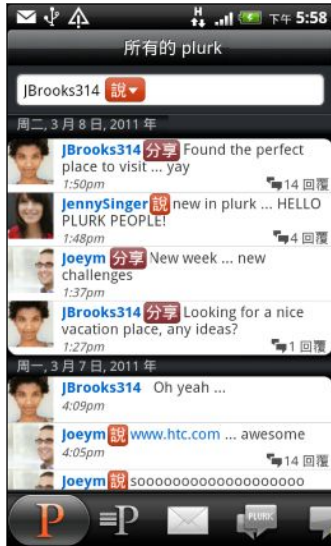 H 下午 5:58
所有的 plurk
JBrooks314 說
周二, 3 月 8 日, 2011 年
JBrooks314 分享 Found the perfect
place to visit ... yay
1:50pm 14 回覆
JennySinger 說 new in plurk ... HELLO
PLURK PEOPLE!
1:48pm 4 回覆
Joeym 分享 New week ... new
challenges
1:37pm
JBrooks314 分享 Looking for a nice
vacation place, any ideas?
1:27pm 1 回覆
周一, 3 月 7 日, 2011 年
JBrooks314 Oh yeah ...
4:09pm
Joeym 說 www.htc.com ... awesome
4:05pm 14 回覆
Joeym 說 soooooooooooooooooo
P P PLURK